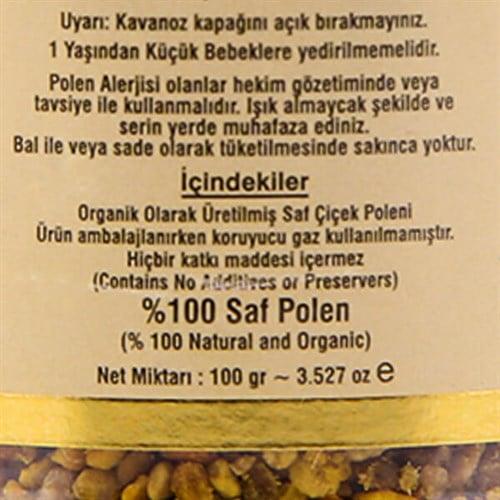 Uyarı: Kavanoz kapağını açık bırakmayınız.
1 Yaşından Küçük Bebeklere yedirilmemelidir.
Polen Alerjisi olanlar hekim gözetiminde veya
tavsiye ile kullanmalıdır. Işık almaycak şekilde ve
serin yerde muhafaza ediniz.
Bal ile veya sade olarak tüketilmesinde sakınca yoktur.
İçindekiler
Organik Olarak Üretilmiş Saf Çiçek Poleni
Ürün ambalajlanırken koruyucu gaz kullanılmamıştır.
Hiçbir katkı maddesi içermez
(Contains No Additives or Preservers)
%100 Saf Polen
(% 100 Natural and Organic)
Net Miktarı : 100 gr ~ 3.527 oz e